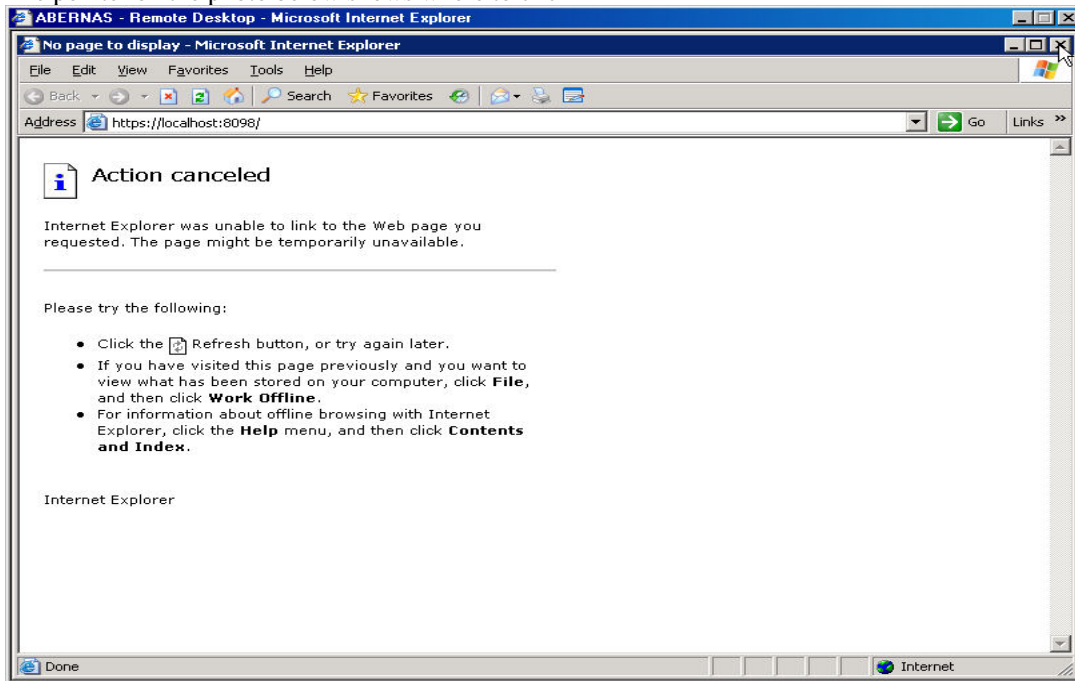 ABERNAS - Remote Desktop - Microsoft Internet Explorer
No page to display - Microsoft Internet Explorer
File Edit View Favorites Tools Help
Back Search Favorites
Address https://localhost:8098/ Go Links »
Action canceled
Internet Explorer was unable to link to the Web page you
requested. The page might be temporarily unavailable.
Please try the following:
• Click the Refresh button, or try again later.
• If you have visited this page previously and you want to
view what has been stored on your computer, click File,
and then click Work Offline.
• For information about offline browsing with Internet
Explorer, click the Help menu, and then click Contents
and Index.
Internet Explorer
Done Internet